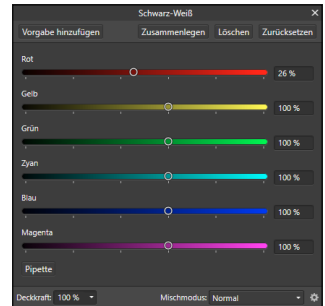 Schwarz-Weiß
Vorgabe hinzufügen Zusammenlegen Löschen Zurücksetzen
Rot
26 %
Gelb
100 %
Grün
100 %
Zyan
100 %
Blau
100 %
Magenta
100 %
Pipette
Deckkraft: 100 % Mischmodus: Normal